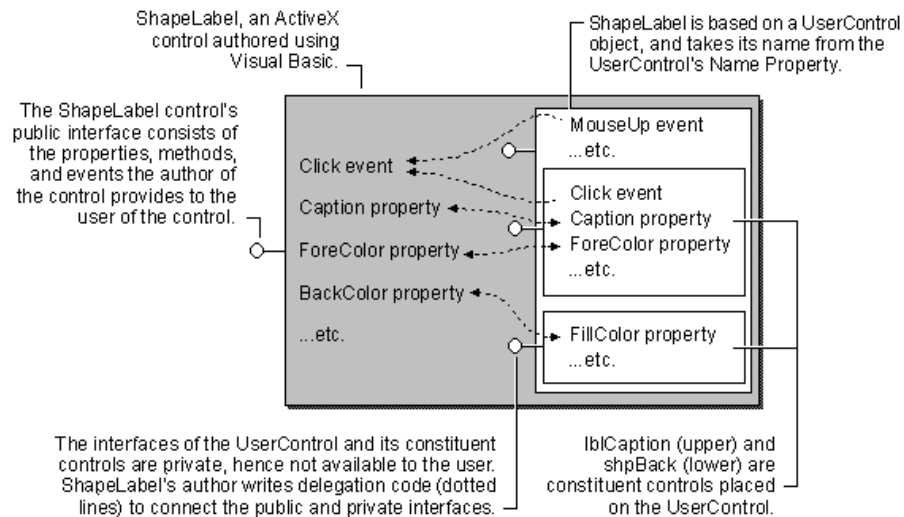 ShapeLabel, an ActiveX
control authored using
Visual Basic.
ShapeLabel is based on a UserControl
object, and takes its name from the
UserControl's Name Property.
The ShapeLabel control's
public interface consists of
the properties, methods,
and events the author of
the control provides to the
user of the control.
Click event
Caption property
ForeColor property
BackColor property
...etc.
MouseUp event
...etc.
Click event
Caption property
ForeColor property
...etc.
FillColor property
...etc.
The interfaces of the UserControl and its constituent
controls are private, hence not available to the user.
ShapeLabel's author writes delegation code (dotted
lines) to connect the public and private interfaces.
lblCaption (upper) and
shpBack (lower) are
constituent controls placed
on the UserControl.